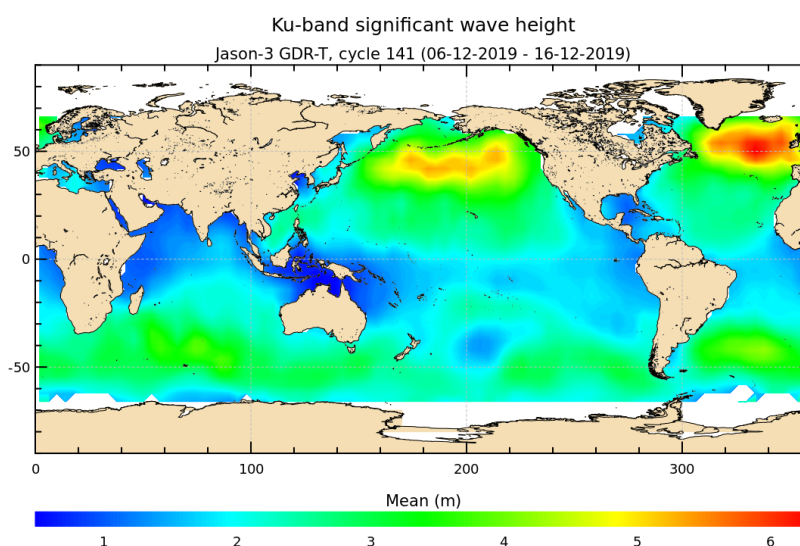 Ku-band significant wave height
Jason-3 GDR-T, cycle 141 (06-12-2019 - 16-12-2019)
50
0
-50
0 100 200 300
Mean (m)
1 2 3 4 5 6